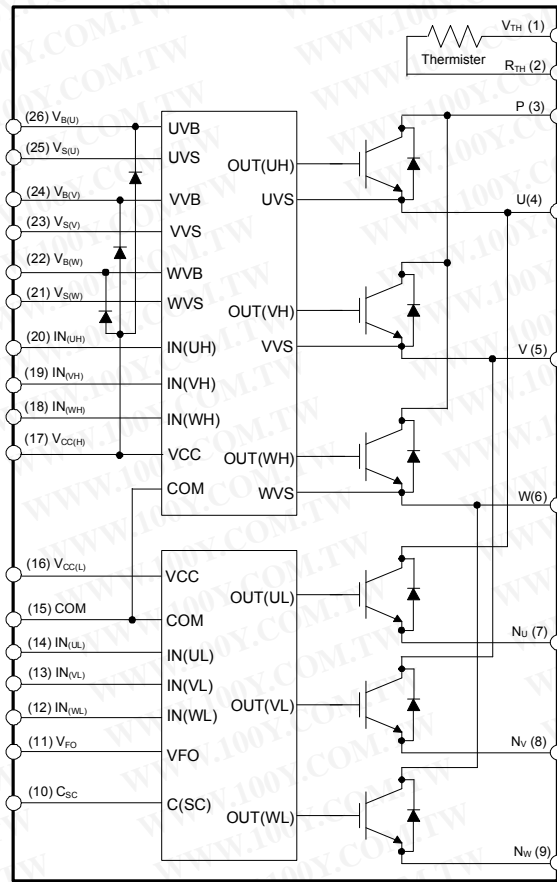 VTH (1)
Thermister
RTH (2)
P (3)
(26) VB(U)
UVB
(25) VS(U)
UVS
OUT(UH)
(24) VB(V)
VVB
UVS
U(4)
(23) VS(V)
VVS
(22) VB(W)
WVB
(21) VS(W)
WVS
OUT(VH)
(20) IN(UH)
IN(UH)
VVS
V (5)
(19) IN(VH)
IN(VH)
(18) IN(WH)
IN(WH)
(17) VCC(H)
VCC
OUT(WH)
COM
WVS
W(6)
(16) VCC(L)
VCC
OUT(UL)
(15) COM
COM
NU (7)
(14) IN(UL)
IN(UL)
(13) IN(VL)
IN(VL)
OUT(VL)
(12) IN(WL)
IN(WL)
(11) VFO
VFO
NV (8)
(10) CSC
C(SC)
OUT(WL)
NW (9)
WWW.100Y.COM.TW